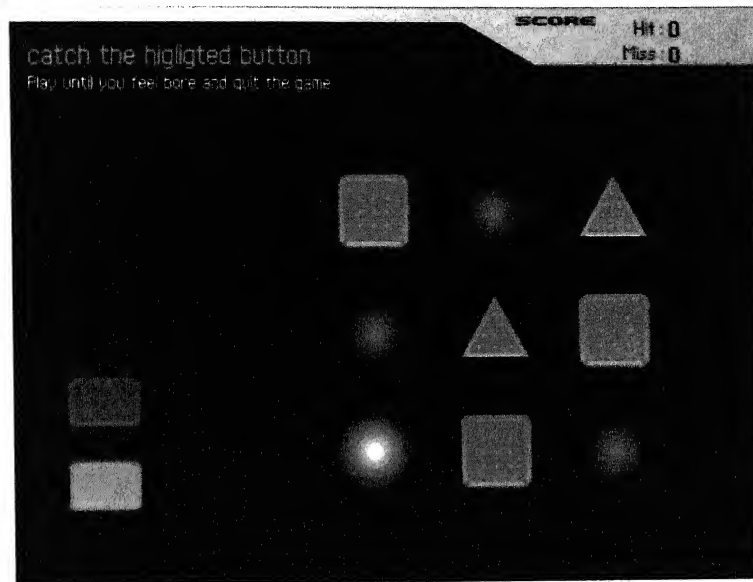 SCORE
Hit : 0
Miss : 0
catch the higligted button
Play until you feel bore and quit the game